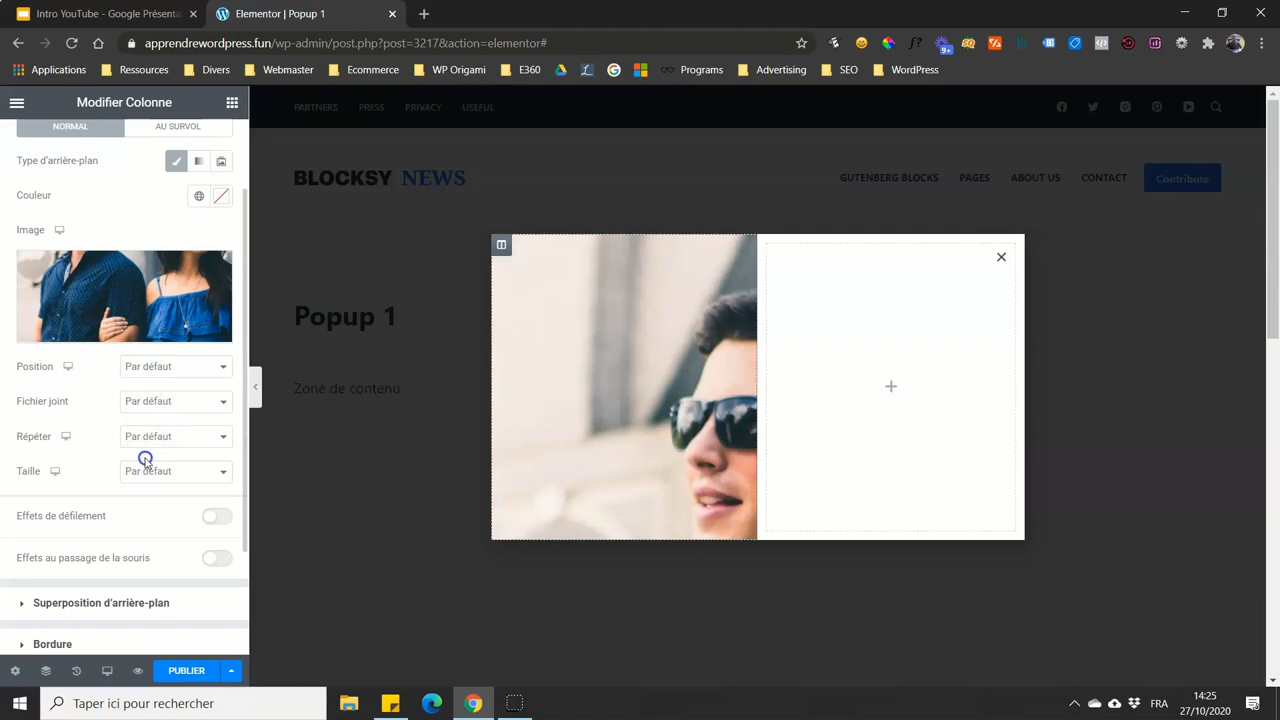 Intro YouTube - Google Présenta
Elementor | Popup 1
apprendrewordpress.fun/wp-admin/post.php?post=3217&action=elementor#
9+
Applications
Ressources
Divers
Webmaster
Ecommerce
WP Origami
E360
Programs
Advertising
SEO
WordPress
Modifier Colonne
NORMAL
AU SURVOL
Type d'arrière-plan
Couleur
Image
Position
Par défaut
Fichier joint
Par défaut
Répéter
Par défaut
Taille
Par défaut
Effets de défilement
Effets au passage de la souris
Superposition d'arrière-plan
Bordure
PUBLIER
PARTNERS
PRESS
PRIVACY
USEFUL
BLOCKSY NEWS
GUTENBERG BLOCKS
PAGES
ABOUT US
CONTACT
Contribute
Popup 1
Zone de contenu
Taper ici pour rechercher
FRA
14:25
27/10/2020